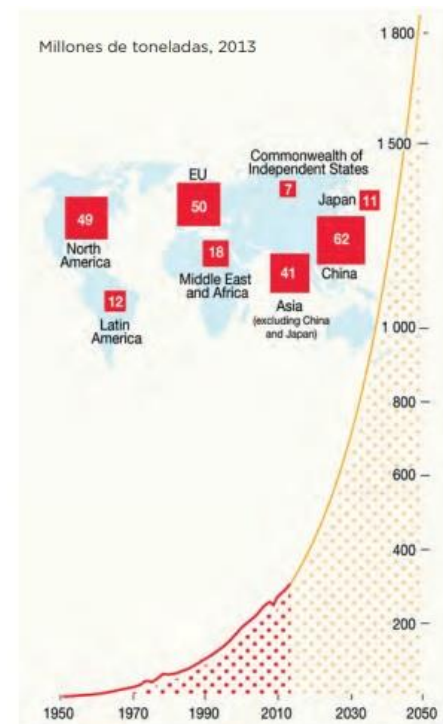 Millones de toneladas, 2013
1 800
1 500
Commonwealth of
Independent States
7
EU
50
Japan
11
49
North
America
18
Middle East
and Africa
62
China
41
Asia
(excluding China
and Japan)
12
Latin
America
1 000
800
600
400
200
1950
1970
1990
2010
2030
2050